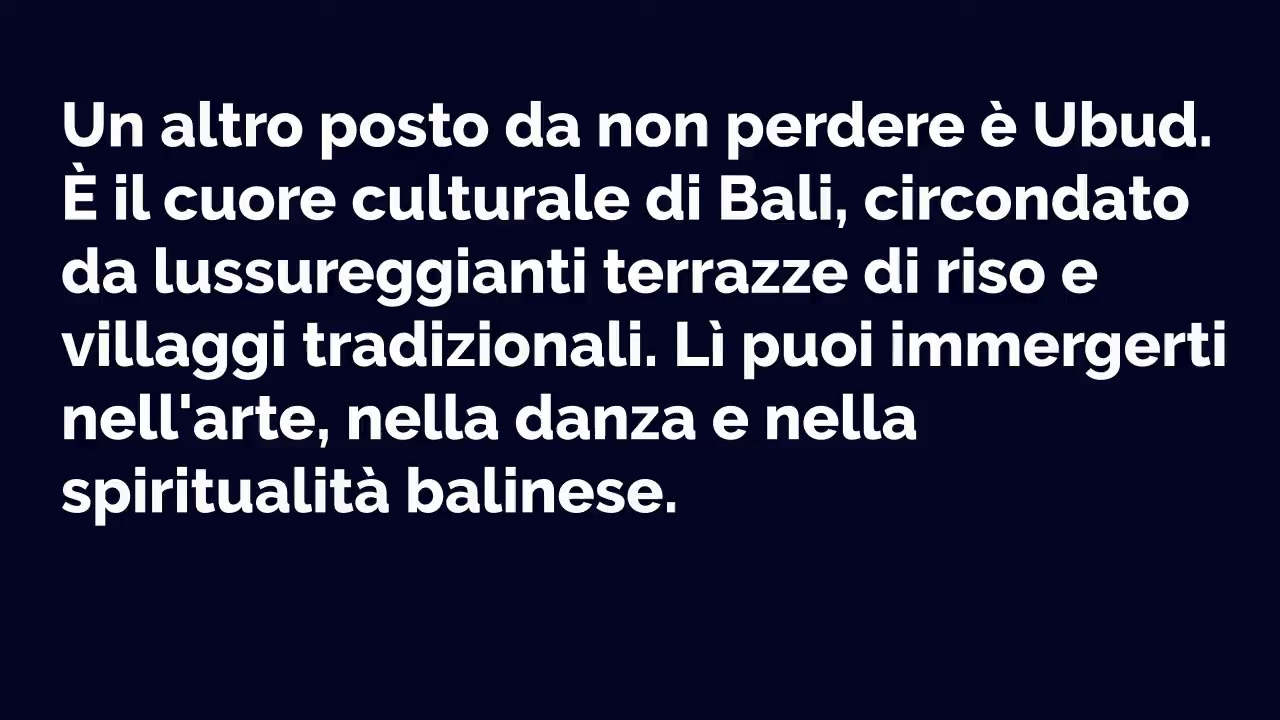 Un altro posto da non perdere è Ubud.
È il cuore culturale di Bali, circondato
da lussureggianti terrazze di riso e
villaggi tradizionali. Lì puoi immergerti
nell'arte, nella danza e nella
spiritualità balinese.